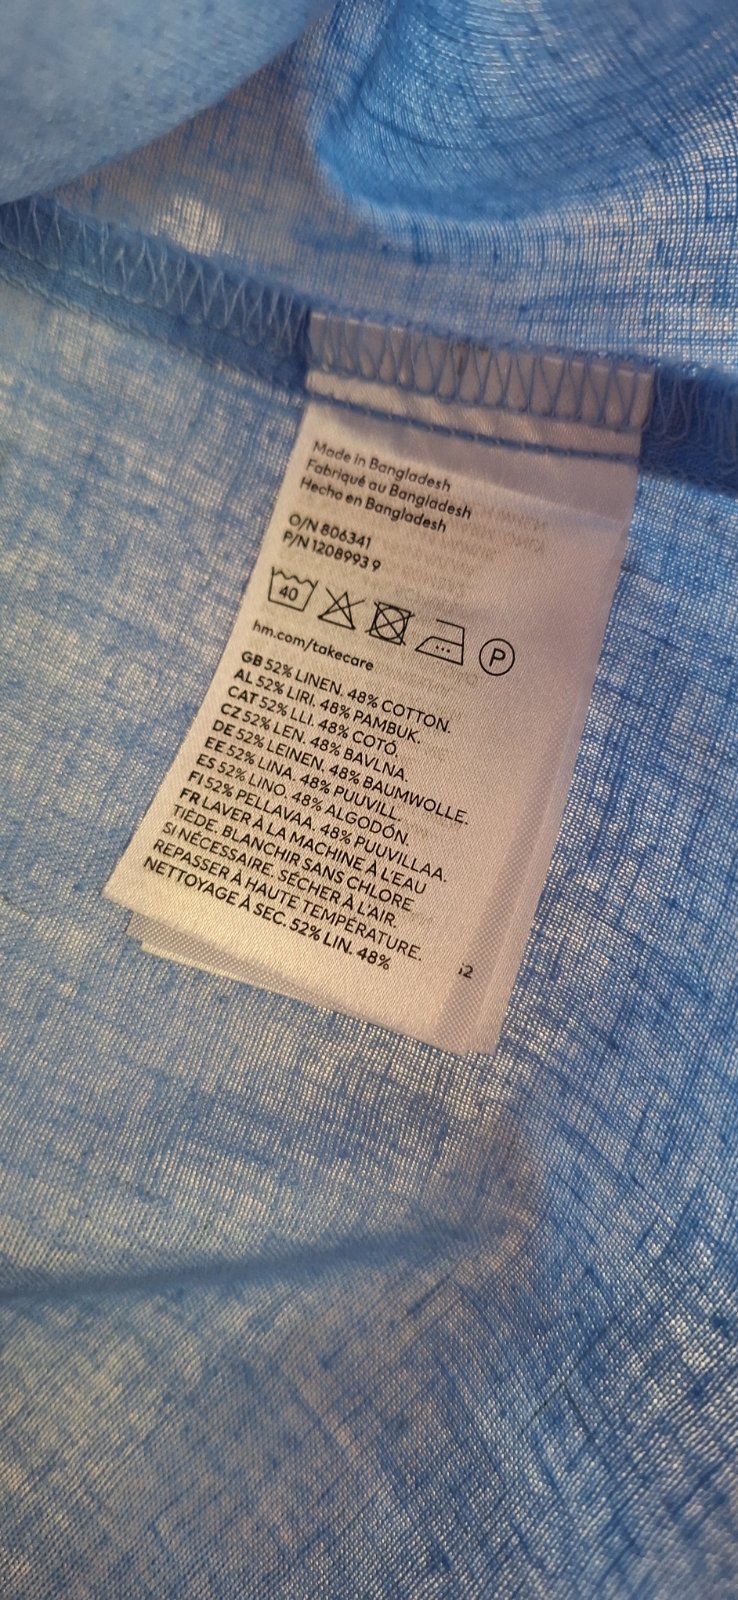 Made in Bangladesh
Fabriqué au Bangladesh
Hecho en Bangladesh
O/N 806341
P/N 1208993 9
40
P
hm.com/takecare
GB 52% LINEN. 48% COTTON.
AL 52% LIRI. 48% PAMBUK.
CAT 52% LLI. 48% COTÓ.
CZ 52% LEN. 48% BAVLNA.
DE 52% LEINEN. 48% BAUMWOLLE.
EE 52% LINA. 48% PUUVILL.
ES 52% LINO. 48% ALGODÓN.
FI 52% PELLAVAA. 48% PUUVILLAA.
FR LAVER À LA MACHINE À L'EAU
TIÈDE. BLANCHIR SANS CHLORE
SI NÉCESSAIRE. SÉCHER À L'AIR.
REPASSER À HAUTE TEMPÉRATURE.
NETTOYAGE À SEC. 52% LIN. 48%